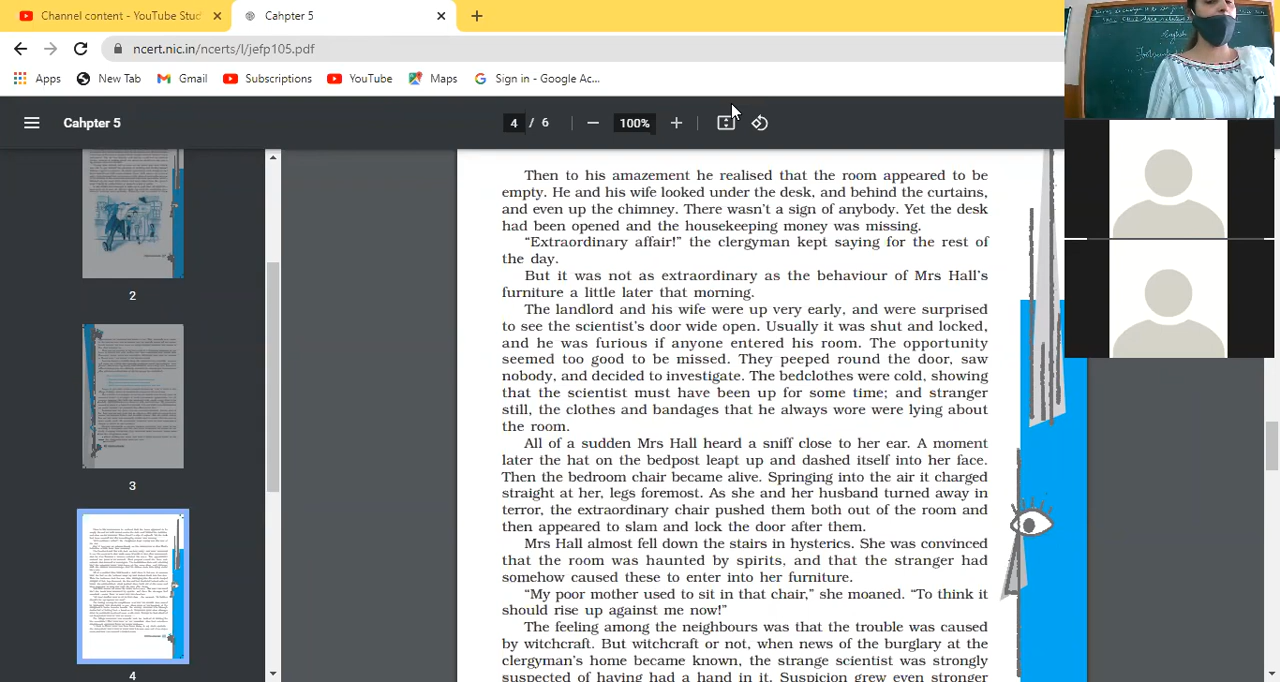 Channel content - YouTube Stud
Cahpter 5
ncert.nic.in/ncerts/l/jefp105.pdf
Apps
New Tab
Gmail
Subscriptions
YouTube
Maps
Sign in - Google Ac...
Cahpter 5
4 / 6
100%
2
3
4
Then to his amazement he realised that the room appeared to be
empty. He and his wife looked under the desk, and behind the curtains,
and even up the chimney. There wasn't a sign of anybody. Yet the desk
had been opened and the housekeeping money was missing.
"Extraordinary affair!" the clergyman kept saying for the rest of
the day.
But it was not as extraordinary as the behaviour of Mrs Hall's
furniture a little later that morning.
The landlord and his wife were up very early, and were surprised
to see the scientist's door wide open. Usually it was shut and locked,
and he was furious if anyone entered his room. The opportunity
seemed too good to be missed. They peeped round the door, saw
nobody, and decided to investigate. The bedclothes were cold, showing
that the scientist must have been up for some time; and stranger
still, the clothes and bandages that he always wore were lying about
the room.
All of a sudden Mrs Hall heard a sniff close to her ear. A moment
later the hat on the bedpost leapt up and dashed itself into her face.
Then the bedroom chair became alive. Springing into the air it charged
straight at her, legs foremost. As she and her husband turned away in
terror, the extraordinary chair pushed them both out of the room and
then appeared to slam and lock the door after them.
Mrs Hall almost fell down the stairs in hysterics. She was convinced
that the room was haunted by spirits, and that the stranger had
somehow caused these to enter into her furniture.
"My poor mother used to sit in that chair," she moaned. "To think it
should rise up against me now!"
The feeling among the neighbours was that the trouble was caused
by witchcraft. But witchcraft or not, when news of the burglary at the
clergyman's home became known, the strange scientist was strongly
suspected of having had a hand in it. Suspicion grew even stronger
English